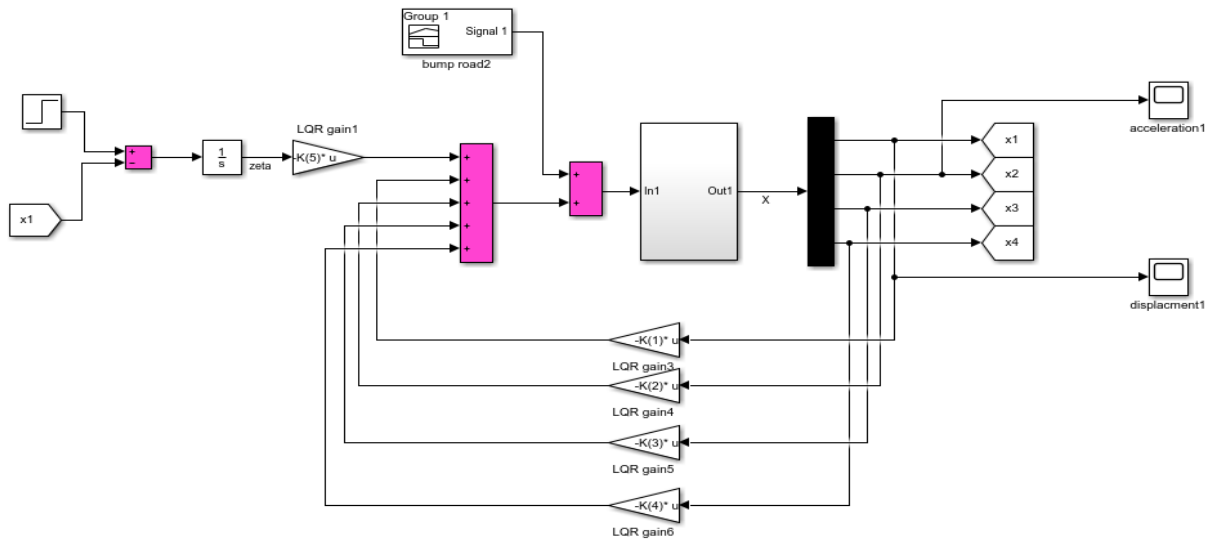 Group 1
Signal 1
bump road2
LQR gain1
+
−
1
s
zeta
-K(5)* u
x1
+
+
+
+
+
+
+
In1
Out1
X
x1
x2
x3
x4
acceleration1
displacment1
-K(1)* u
LQR gain3
-K(2)* u
LQR gain4
-K(3)* u
LQR gain5
-K(4)* u
LQR gain6